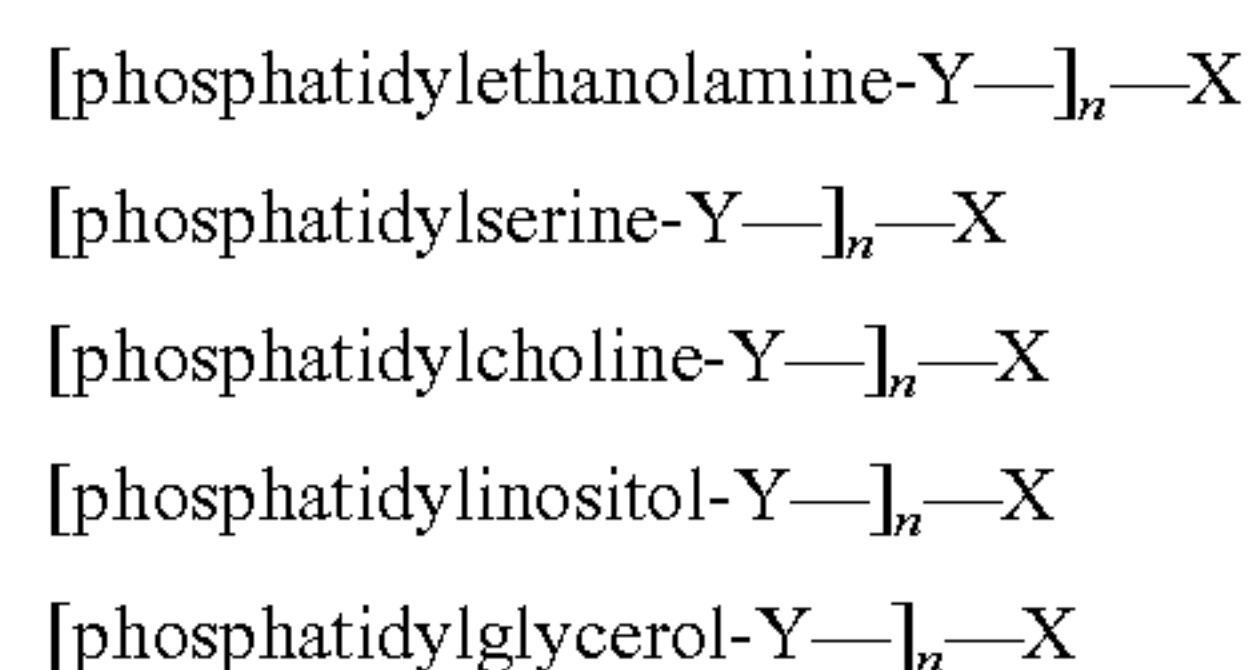 [phosphatidylethanolamine-Y—]n—X
[phosphatidylserine-Y—]n—X
[phosphatidylcholine-Y—]n—X
[phosphatidylinositol-Y—]n—X
[phosphatidylglycerol-Y—]n—X